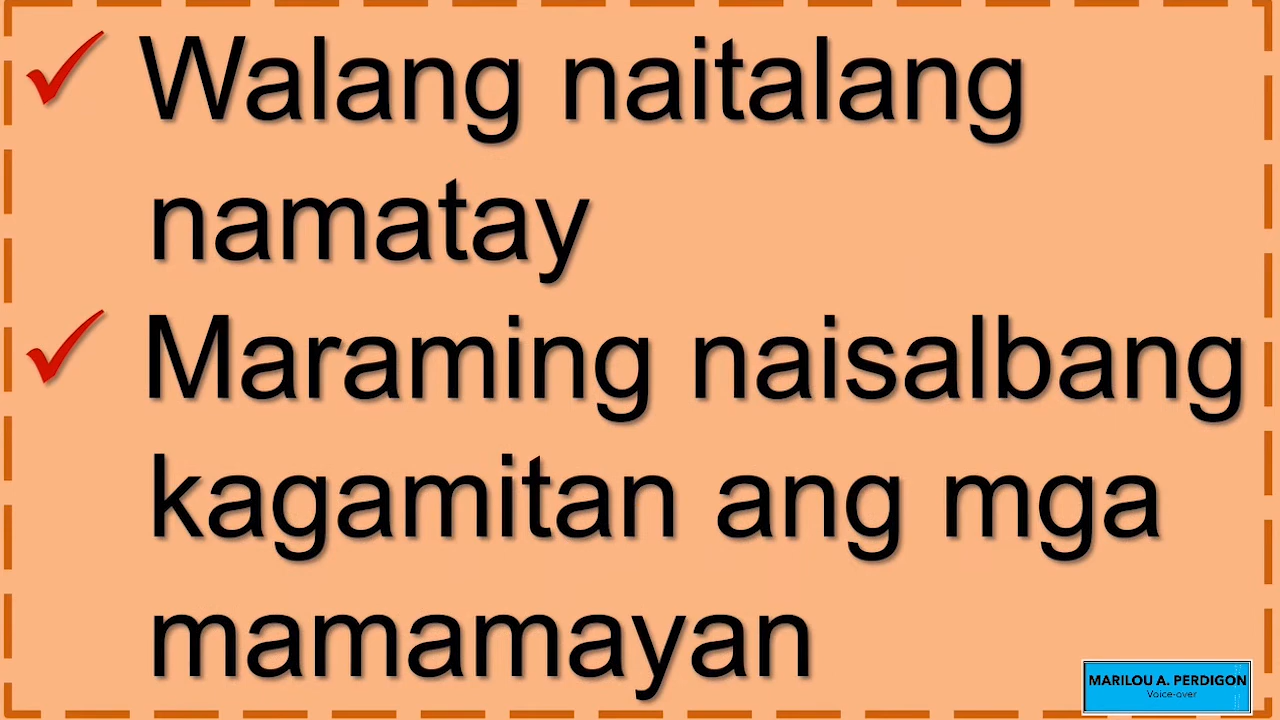 Walang naitalang
namatay
Maraming naisalbang
kagamitan ang mga
mamamayan
MARILOU A. PERDIGON
Voice-over